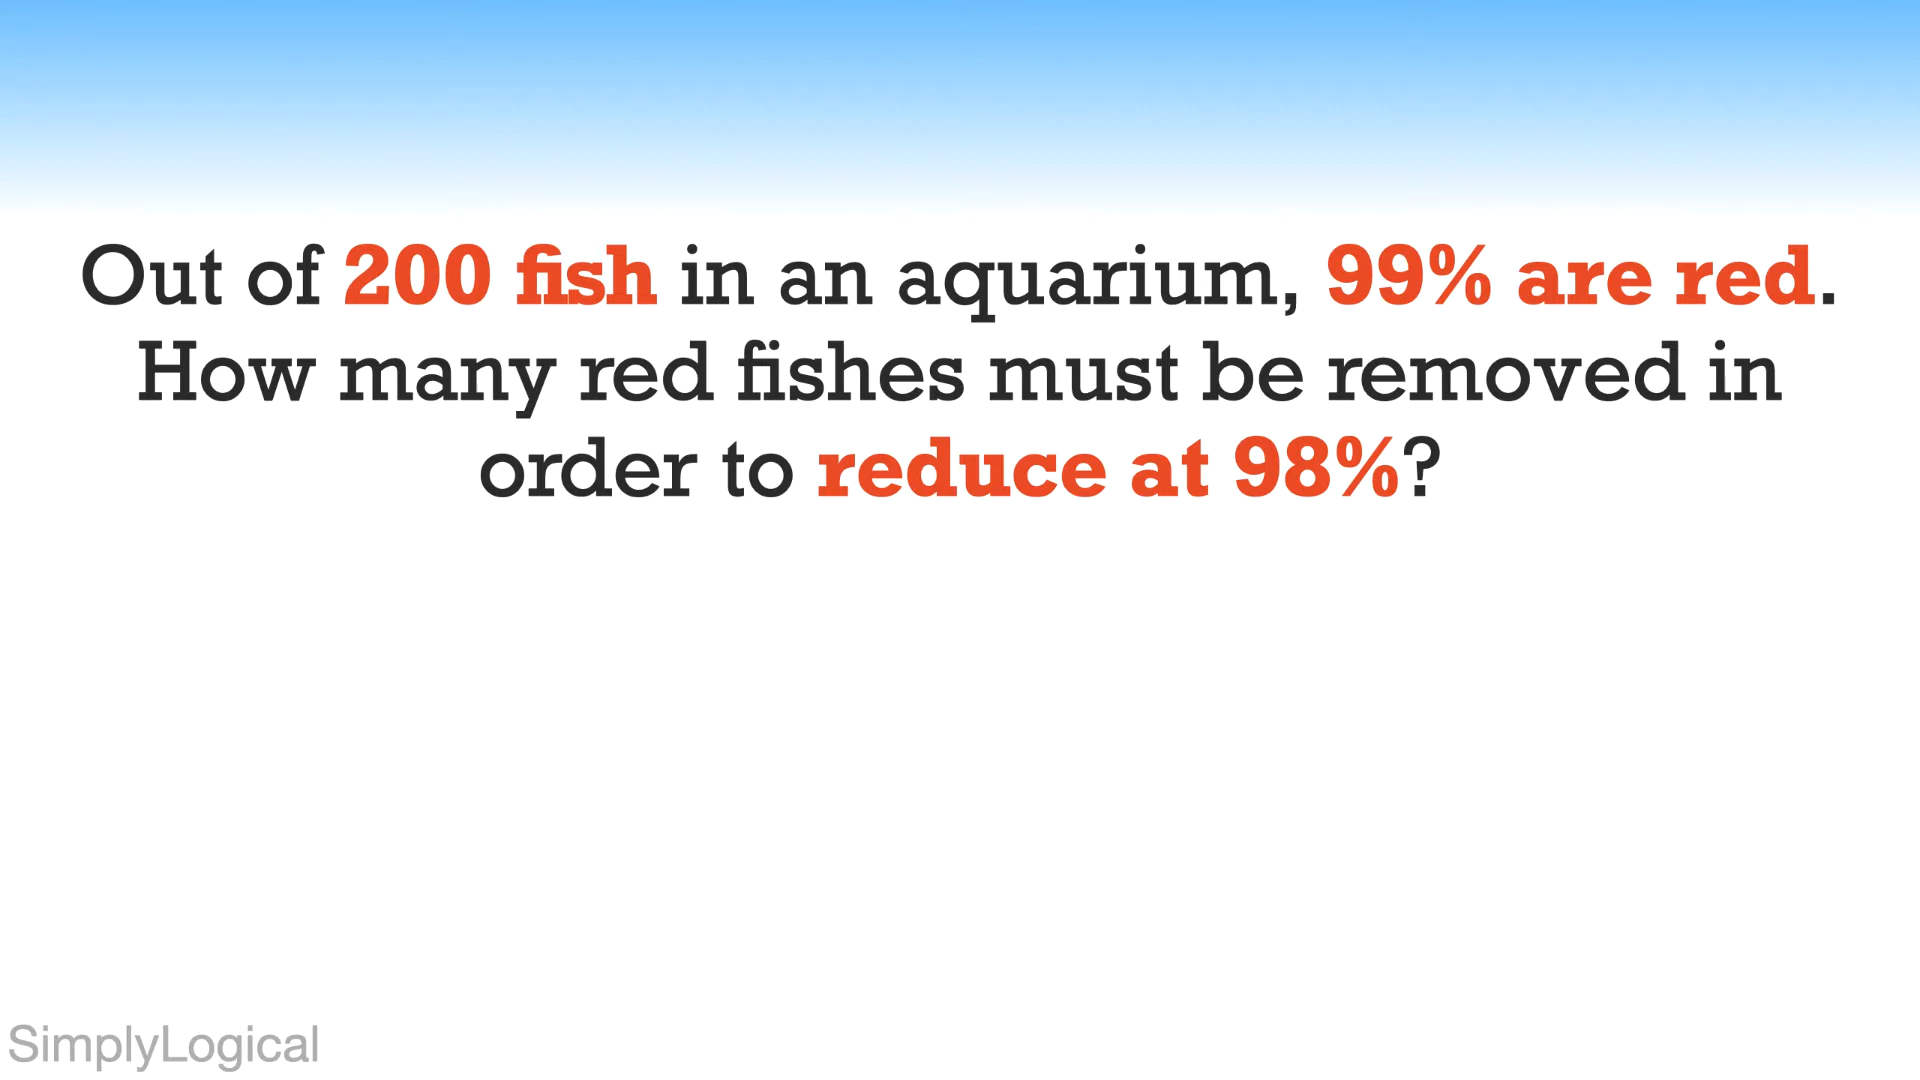 Out of 200 fish in an aquarium, 99% are red.
How many red fishes must be removed in
order to reduce at 98%?
SimplyLogical